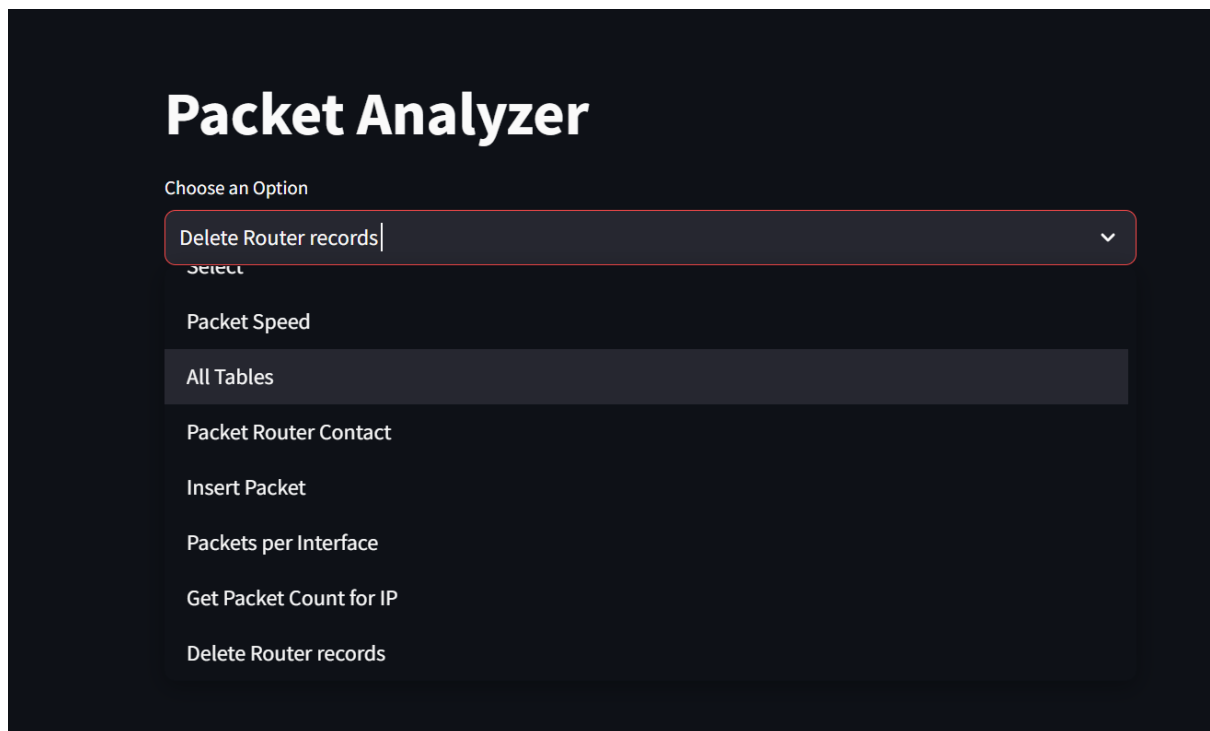 Packet Analyzer
Choose an Option
Delete Router records
Select
Packet Speed
All Tables
Packet Router Contact
Insert Packet
Packets per Interface
Get Packet Count for IP
Delete Router records